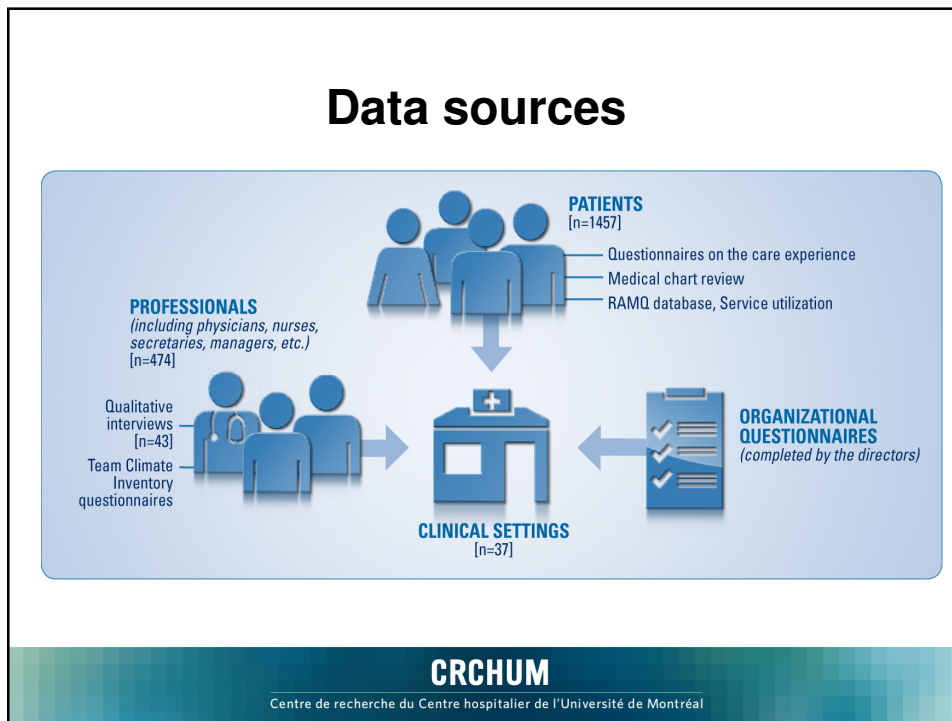 Data sources
PATIENTS
[n=1457]
Questionnaires on the care experience
Medical chart review
RAMQ database, Service utilization
PROFESSIONALS
(including physicians, nurses,
secretaries, managers, etc.)
[n=474]
Qualitative
interviews
[n=43]
Team Climate
Inventory
questionnaires
CLINICAL SETTINGS
[n=37]
ORGANIZATIONAL
QUESTIONNAIRES
(completed by the directors)
CRCHUM
Centre de recherche du Centre hospitalier de l'Université de Montréal